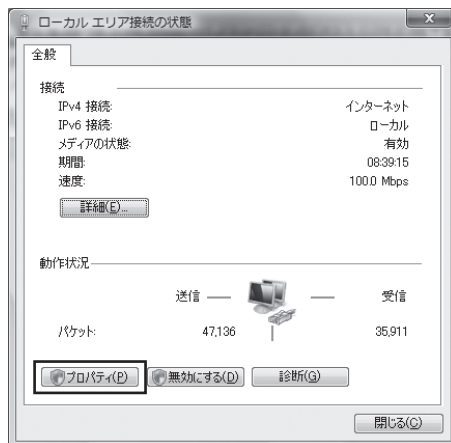 ローカル エリア接続の状態
全般
接続
IPv4 接続: インターネット
IPv6 接続: ローカル
メディアの状態: 有効
期間: 08:39:15
速度: 100.0 Mbps
詳細(E)...
動作状況
送信 — — 受信
パケット: 47,136 35,911
プロパティ(P) 無効にする(D) 診断(G)
閉じる(C)